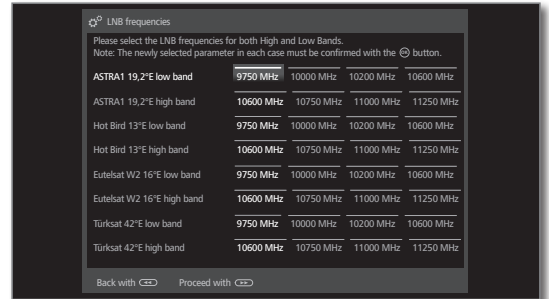 LNB frequencies
Please select the LNB frequencies for both High and Low Bands.
Note: The newly selected parameter in each case must be confirmed with the OK button.
ASTRA1 19,2°E low band 9750 MHz 10000 MHz 10200 MHz 10600 MHz
ASTRA1 19,2°E high band 10600 MHz 10750 MHz 11000 MHz 11250 MHz
Hot Bird 13°E low band 9750 MHz 10000 MHz 10200 MHz 10600 MHz
Hot Bird 13°E high band 10600 MHz 10750 MHz 11000 MHz 11250 MHz
Eutelsat W2 16°E low band 9750 MHz 10000 MHz 10200 MHz 10600 MHz
Eutelsat W2 16°E high band 10600 MHz 10750 MHz 11000 MHz 11250 MHz
Türksat 42°E low band 9750 MHz 10000 MHz 10200 MHz 10600 MHz
Türksat 42°E high band 10600 MHz 10750 MHz 11000 MHz 11250 MHz
Back with Proceed with